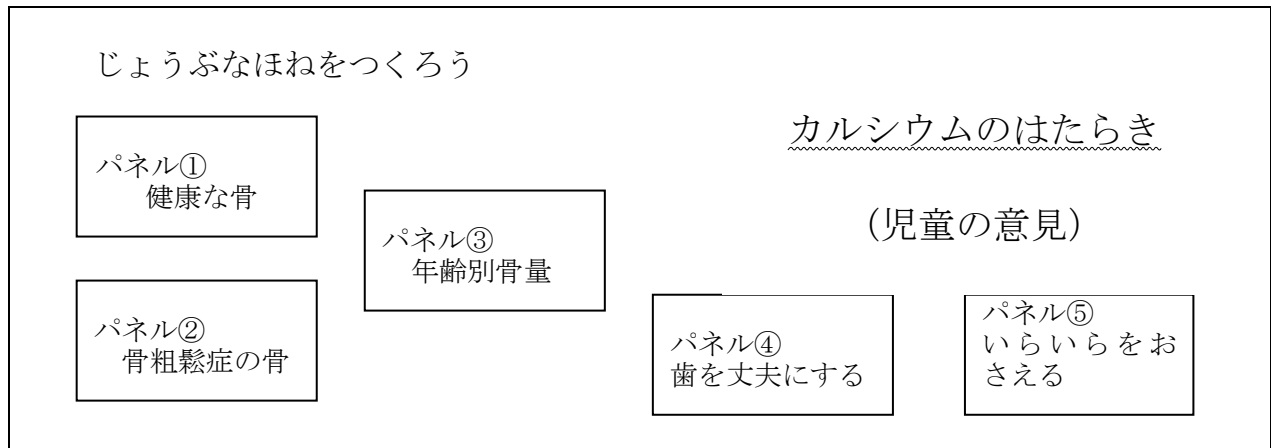 じょうぶなほねをつくろう
パネル①
健康な骨
パネル②
骨粗鬆症の骨
パネル③
年齢別骨量
カルシウムのはたらき
(児童の意見)
パネル④
歯を丈夫にする
パネル⑤
いらいらをお
さえる